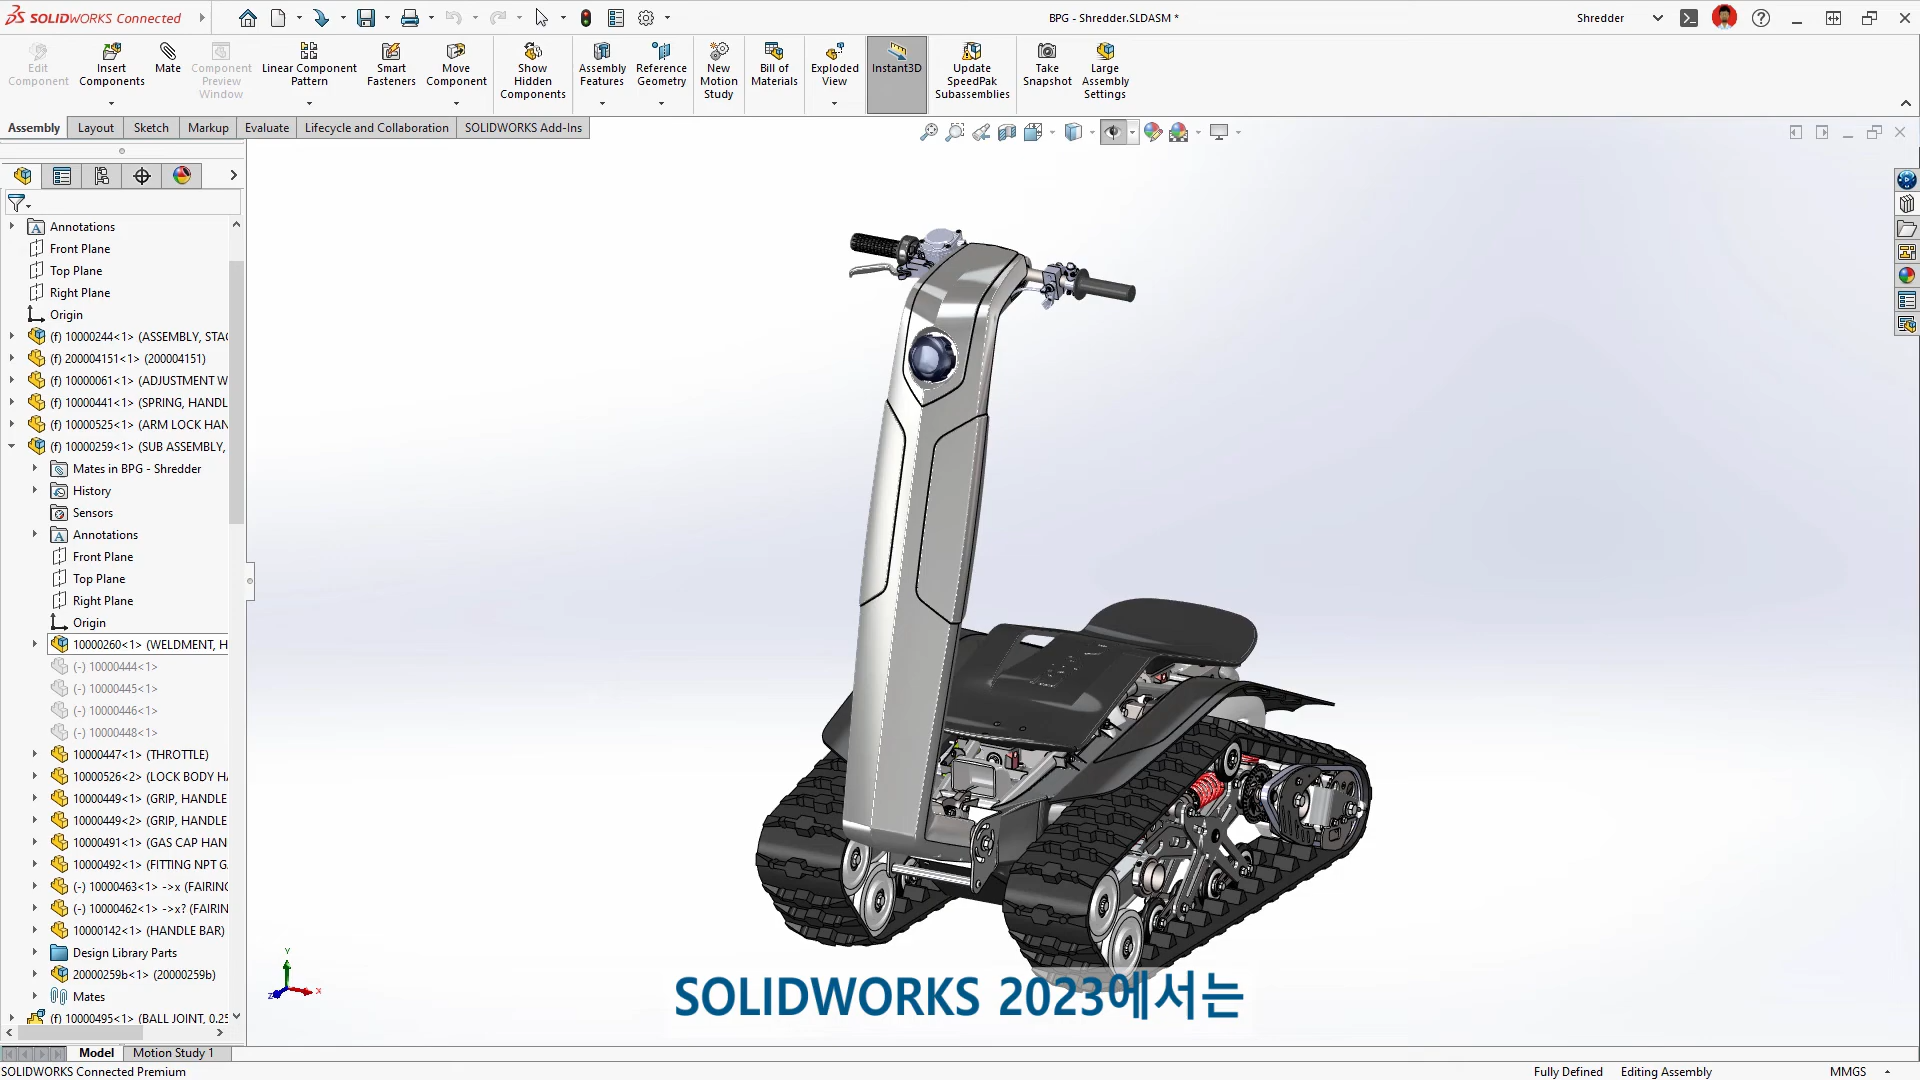 SOLIDWORKS Connected
BPG - Shredder.SLDASM *
Shredder
Edit Component
Insert Components
Mate
Component Preview Window
Linear Component Pattern
Smart Fasteners
Move Component
Show Hidden Components
Assembly Features
Reference Geometry
New Motion Study
Bill of Materials
Exploded View
Instant3D
Update SpeedPak Subassemblies
Take Snapshot
Large Assembly Settings
Assembly
Layout
Sketch
Markup
Evaluate
Lifecycle and Collaboration
SOLIDWORKS Add-Ins
Annotations
Front Plane
Top Plane
Right Plane
Origin
(f) 10000244<1> (ASSEMBLY, STAC
(f) 200004151<1> (200004151)
(f) 10000061<1> (ADJUSTMENT W
(f) 10000441<1> (SPRING, HANDL
(f) 10000525<1> (ARM LOCK HAN
(f) 10000259<1> (SUB ASSEMBLY,
Mates in BPG - Shredder
History
Sensors
Annotations
Front Plane
Top Plane
Right Plane
Origin
10000260<1> (WELDMENT, H
(-) 10000444<1>
(-) 10000445<1>
(-) 10000446<1>
(-) 10000448<1>
10000447<1> (THROTTLE)
10000526<2> (LOCK BODY HA
10000449<1> (GRIP, HANDLE
10000449<2> (GRIP, HANDLE
10000491<1> (GAS CAP HAN
10000492<1> (FITTING NPT G
(-) 10000463<1> ->x (FAIRING
(-) 10000462<1> ->x? (FAIRIN
10000142<1> (HANDLE BAR)
Design Library Parts
20000259b<1> (20000259b)
Mates
(f) 10000495<1> (BALL JOINT, 0.25
Y
X
Z
SOLIDWORKS 2023에서는
Model
Motion Study 1
SOLIDWORKS Connected Premium
Fully Defined
Editing Assembly
MMGS